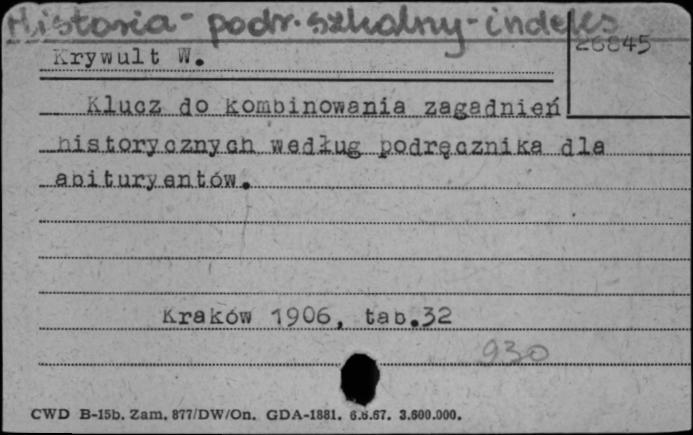 Historia - podr. szkolny - indeks
26845
Krywult W.
Klucz do kombinowania zagadnień
historycznych według podręcznika dla
abituryentów.
Kraków 1906, tab.32
930
CWD B-15b. Zam. 877/DW/On. GDA-1881. 6.6.67. 3.600.000.